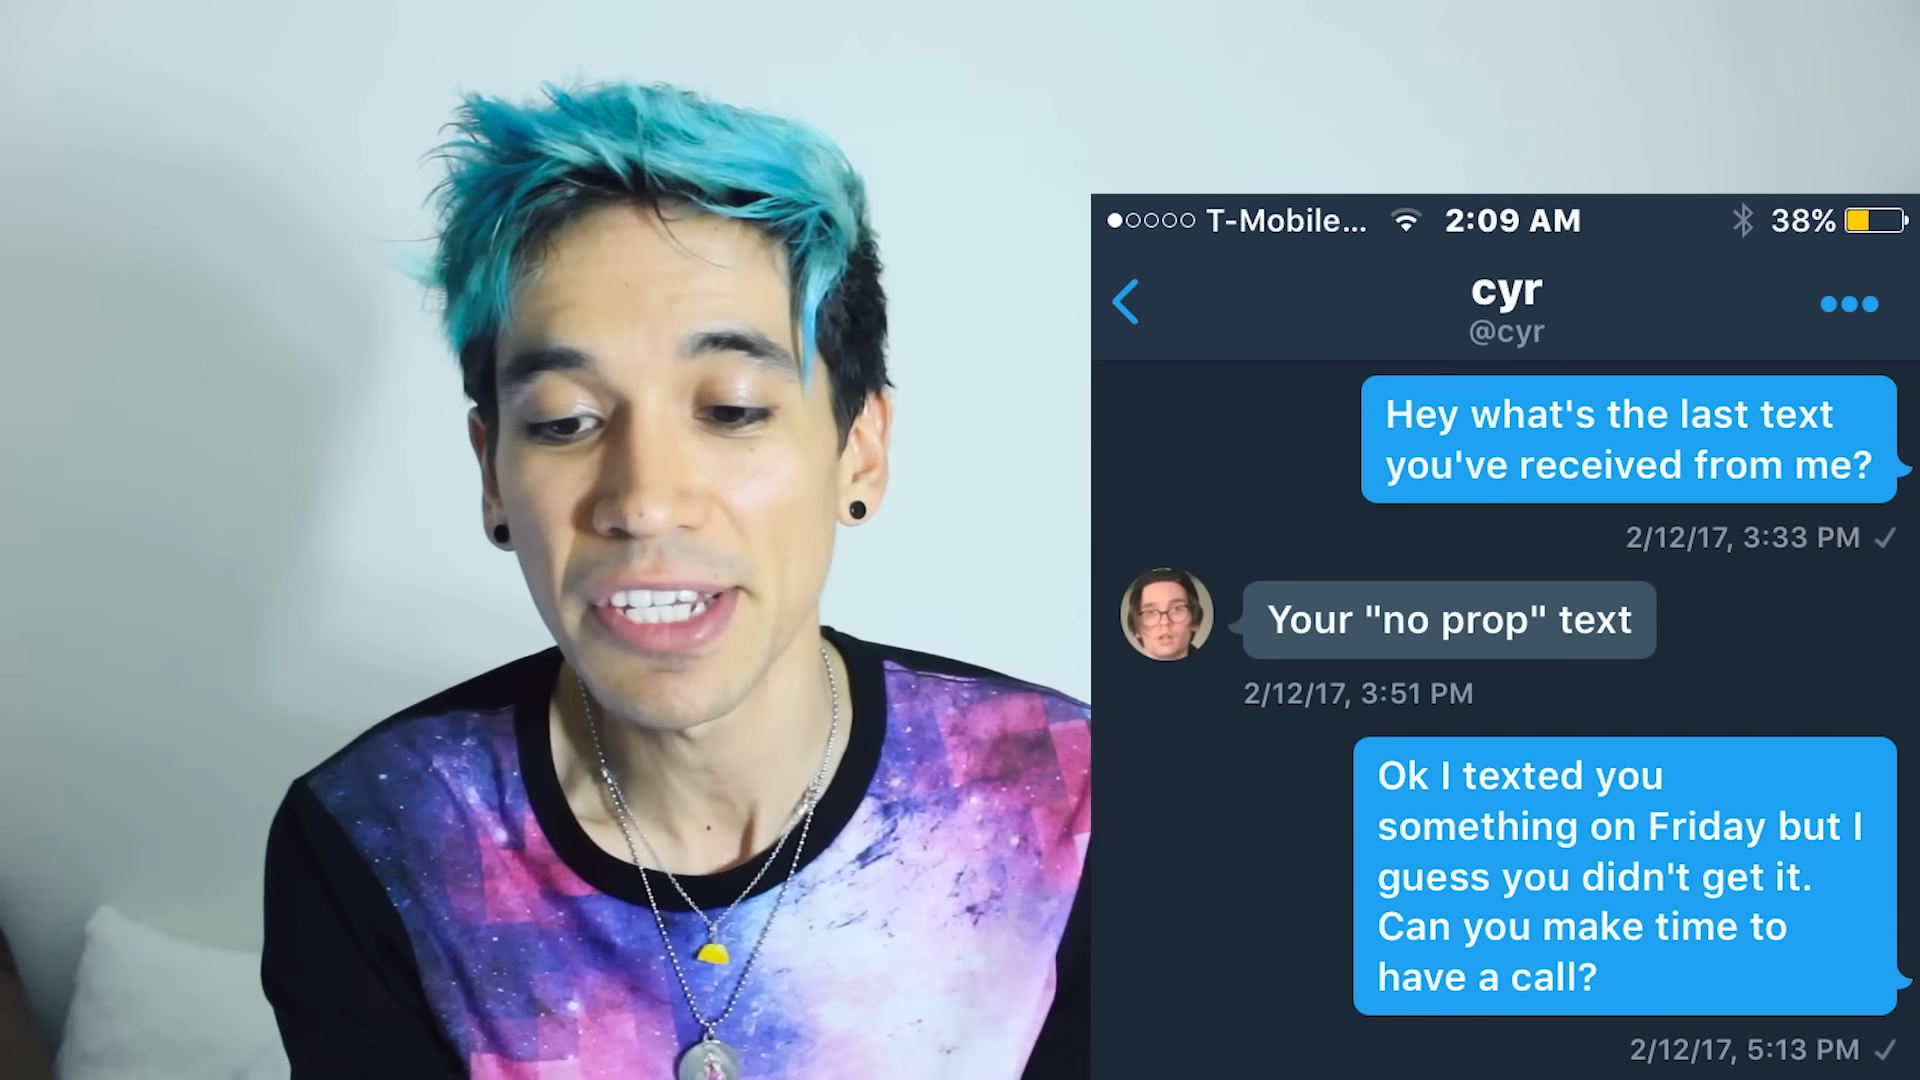 T-Mobile... 2:09 AM 38%
cyr
@cyr
Hey what's the last text
you've received from me?
2/12/17, 3:33 PM
Your "no prop" text
2/12/17, 3:51 PM
Ok I texted you
something on Friday but I
guess you didn't get it.
Can you make time to
have a call?
2/12/17, 5:13 PM